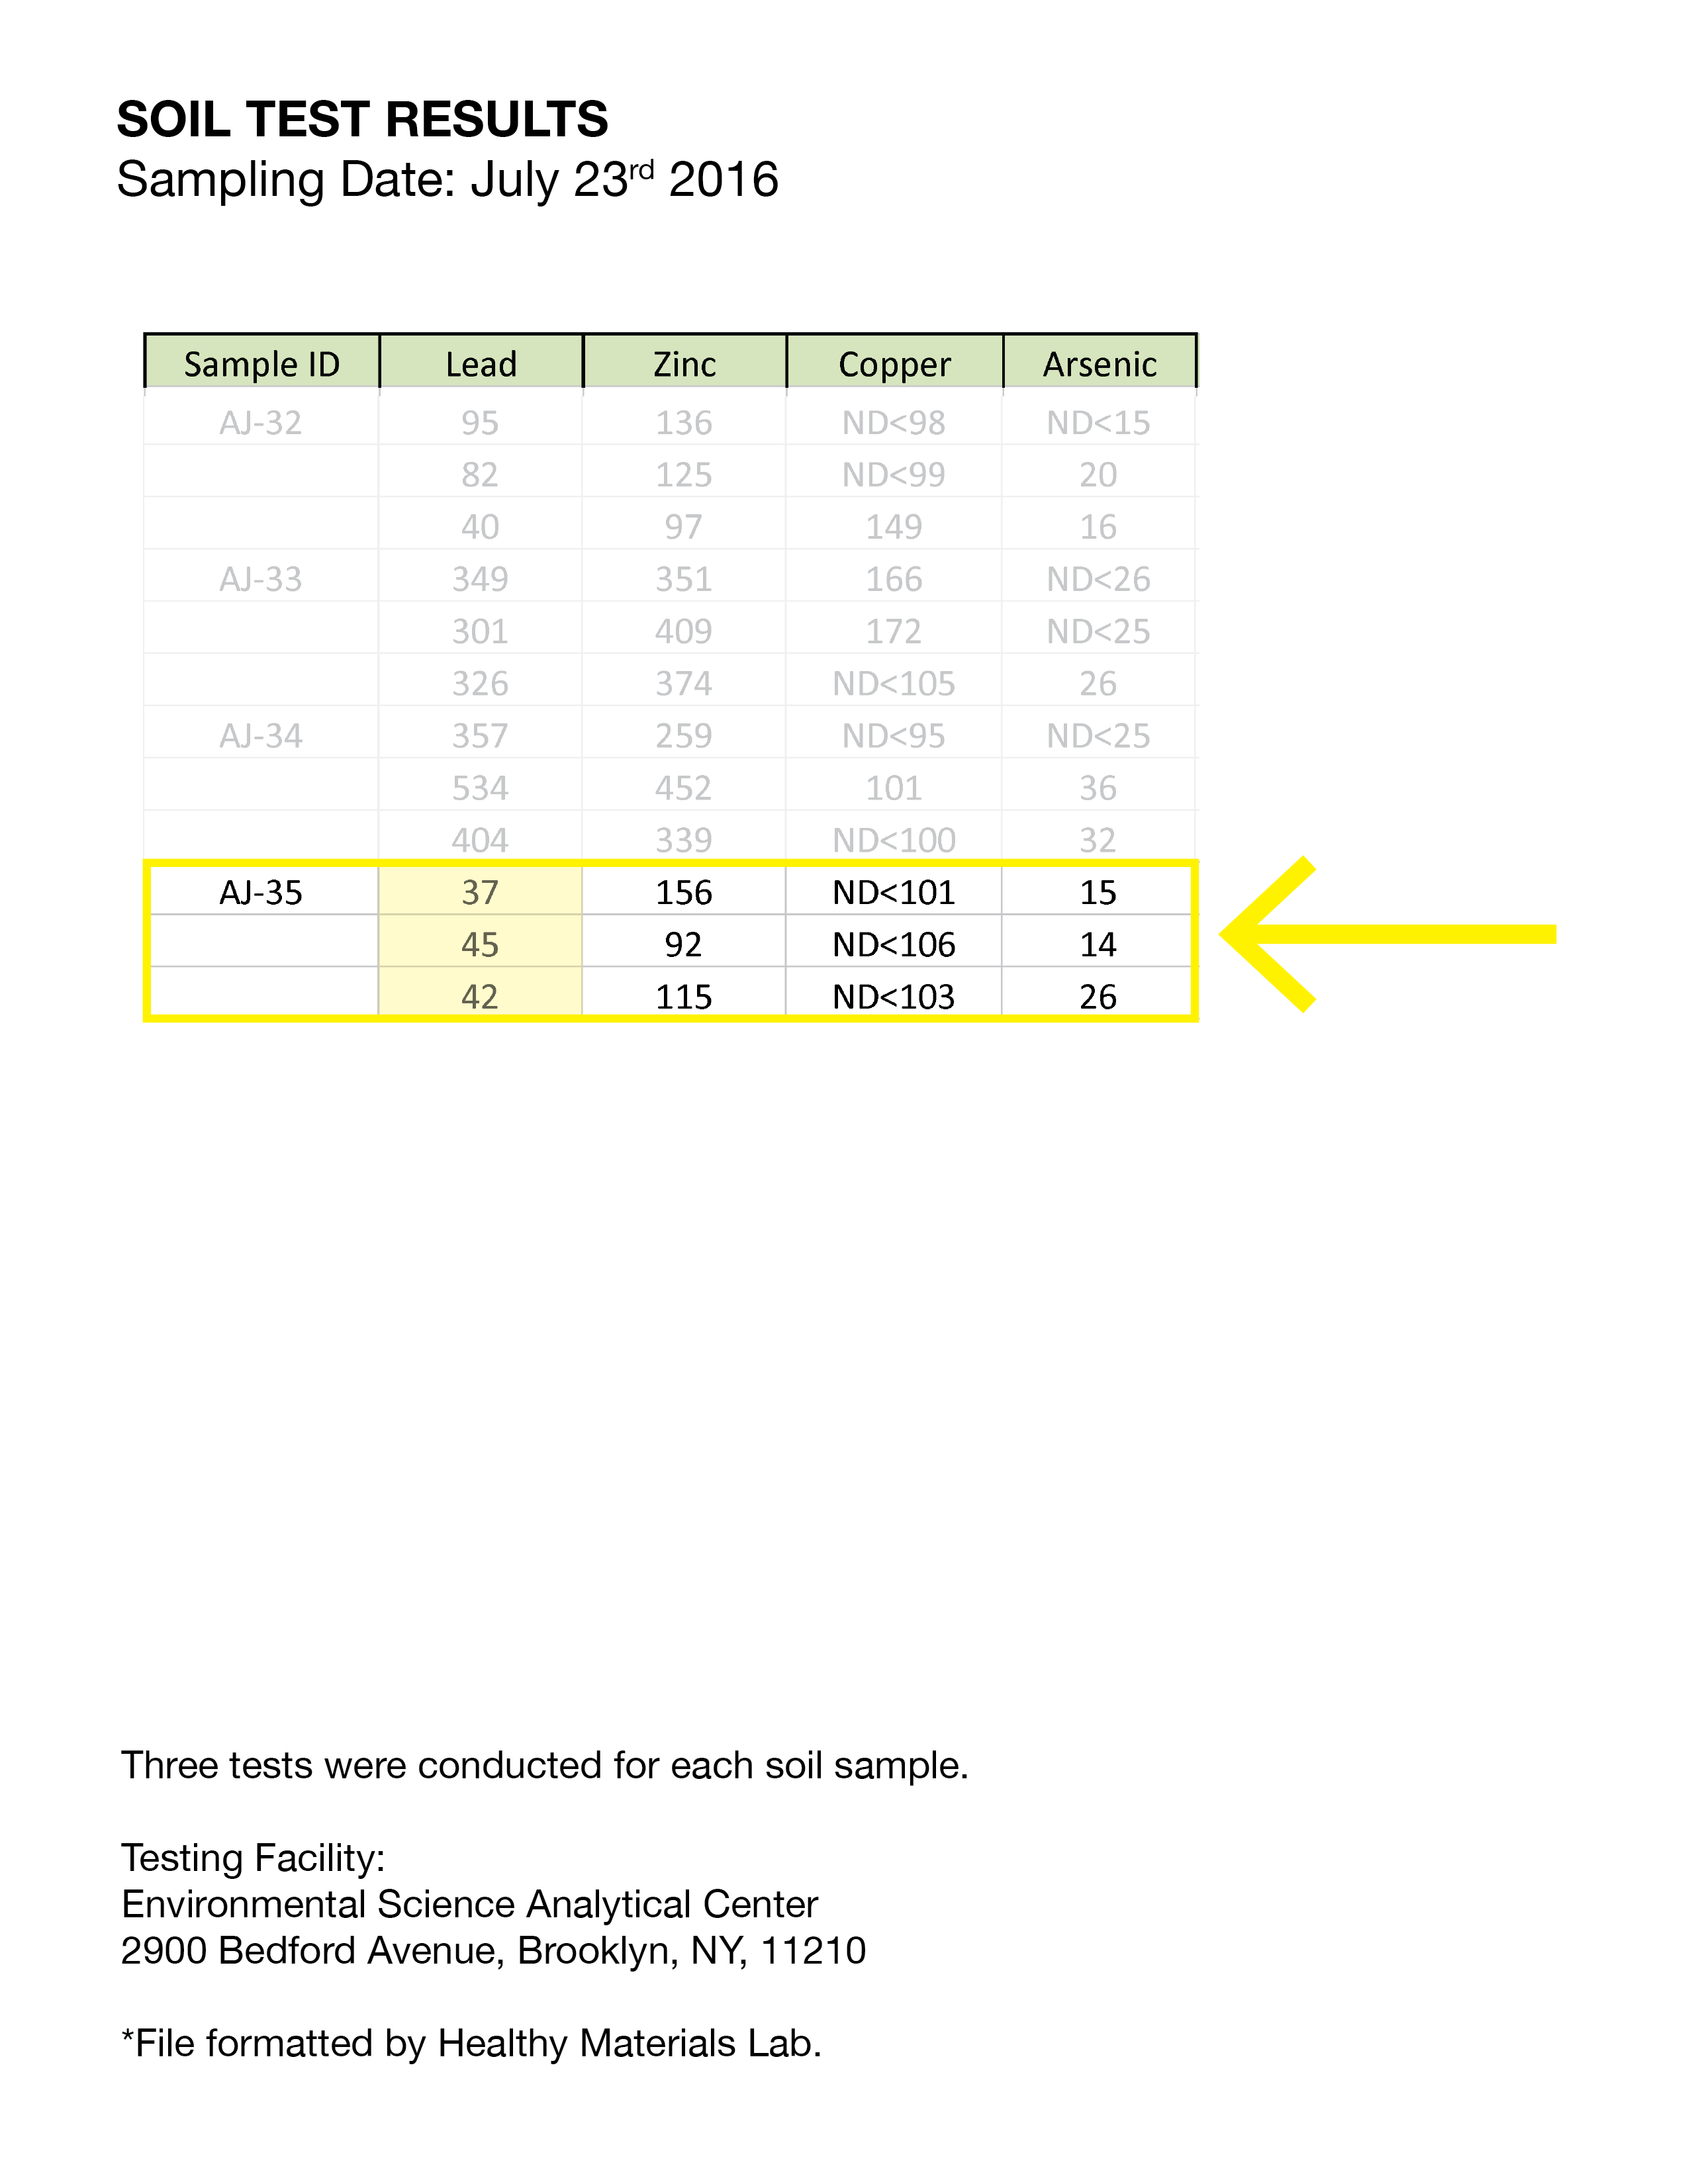 SOIL TEST RESULTS
Sampling Date: July 23rd 2016
Sample ID Lead Zinc Copper Arsenic
AJ-32 95 136 ND<98 ND<15
82 125 ND<99 20
40 97 149 16
AJ-33 349 351 166 ND<26
301 409 172 ND<25
326 374 ND<105 26
AJ-34 357 259 ND<95 ND<25
534 452 101 36
404 339 ND<100 32
AJ-35 37 156 ND<101 15
45 92 ND<106 14
42 115 ND<103 26
Three tests were conducted for each soil sample.
Testing Facility:
Environmental Science Analytical Center
2900 Bedford Avenue, Brooklyn, NY, 11210
*File formatted by Healthy Materials Lab.